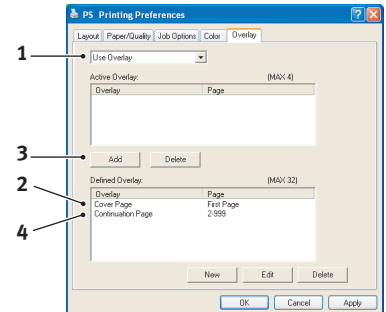 PS Printing Preferences
Layout Paper/Quality Job Options Color Overlay
1
Use Overlay
Active Overlay: (MAX 4)
Overlay Page
3
Add Delete
2
Defined Overlay: (MAX 32)
Overlay Page
Cover Page First Page
4
Continuation Page 2-999
New Edit Delete
OK Cancel Apply